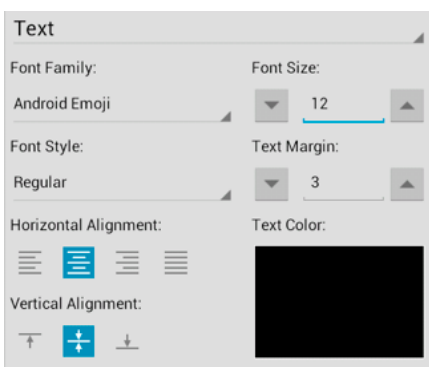 Text
Font Family:
Font Size:
Android Emoji
12
Font Style:
Text Margin:
Regular
3
Horizontal Alignment:
Text Color:
Vertical Alignment: